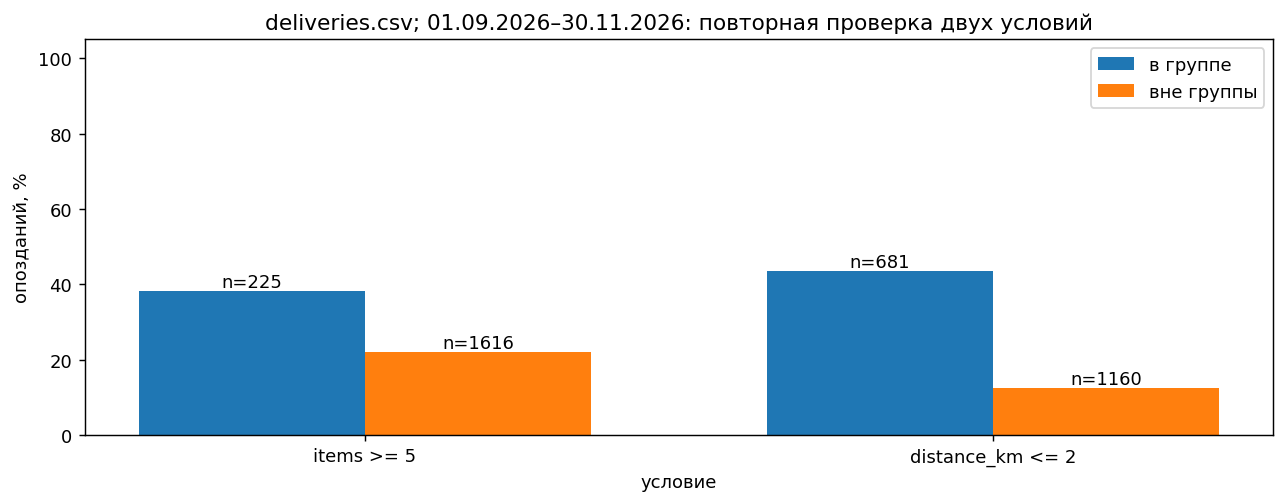 deliveries.csv; 01.09.2026–30.11.2026: повторная проверка двух условий
в группе
вне группы
опозданий, %
100
80
60
40
20
0
n=225
n=1616
n=681
n=1160
items >= 5
distance_km <= 2
условие